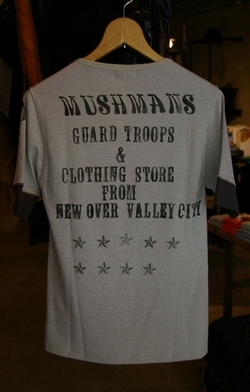 MUSHMANS
GUARD TROOPS
&
CLOTHING STORE
FROM
NEW OVER VALLEY CITY